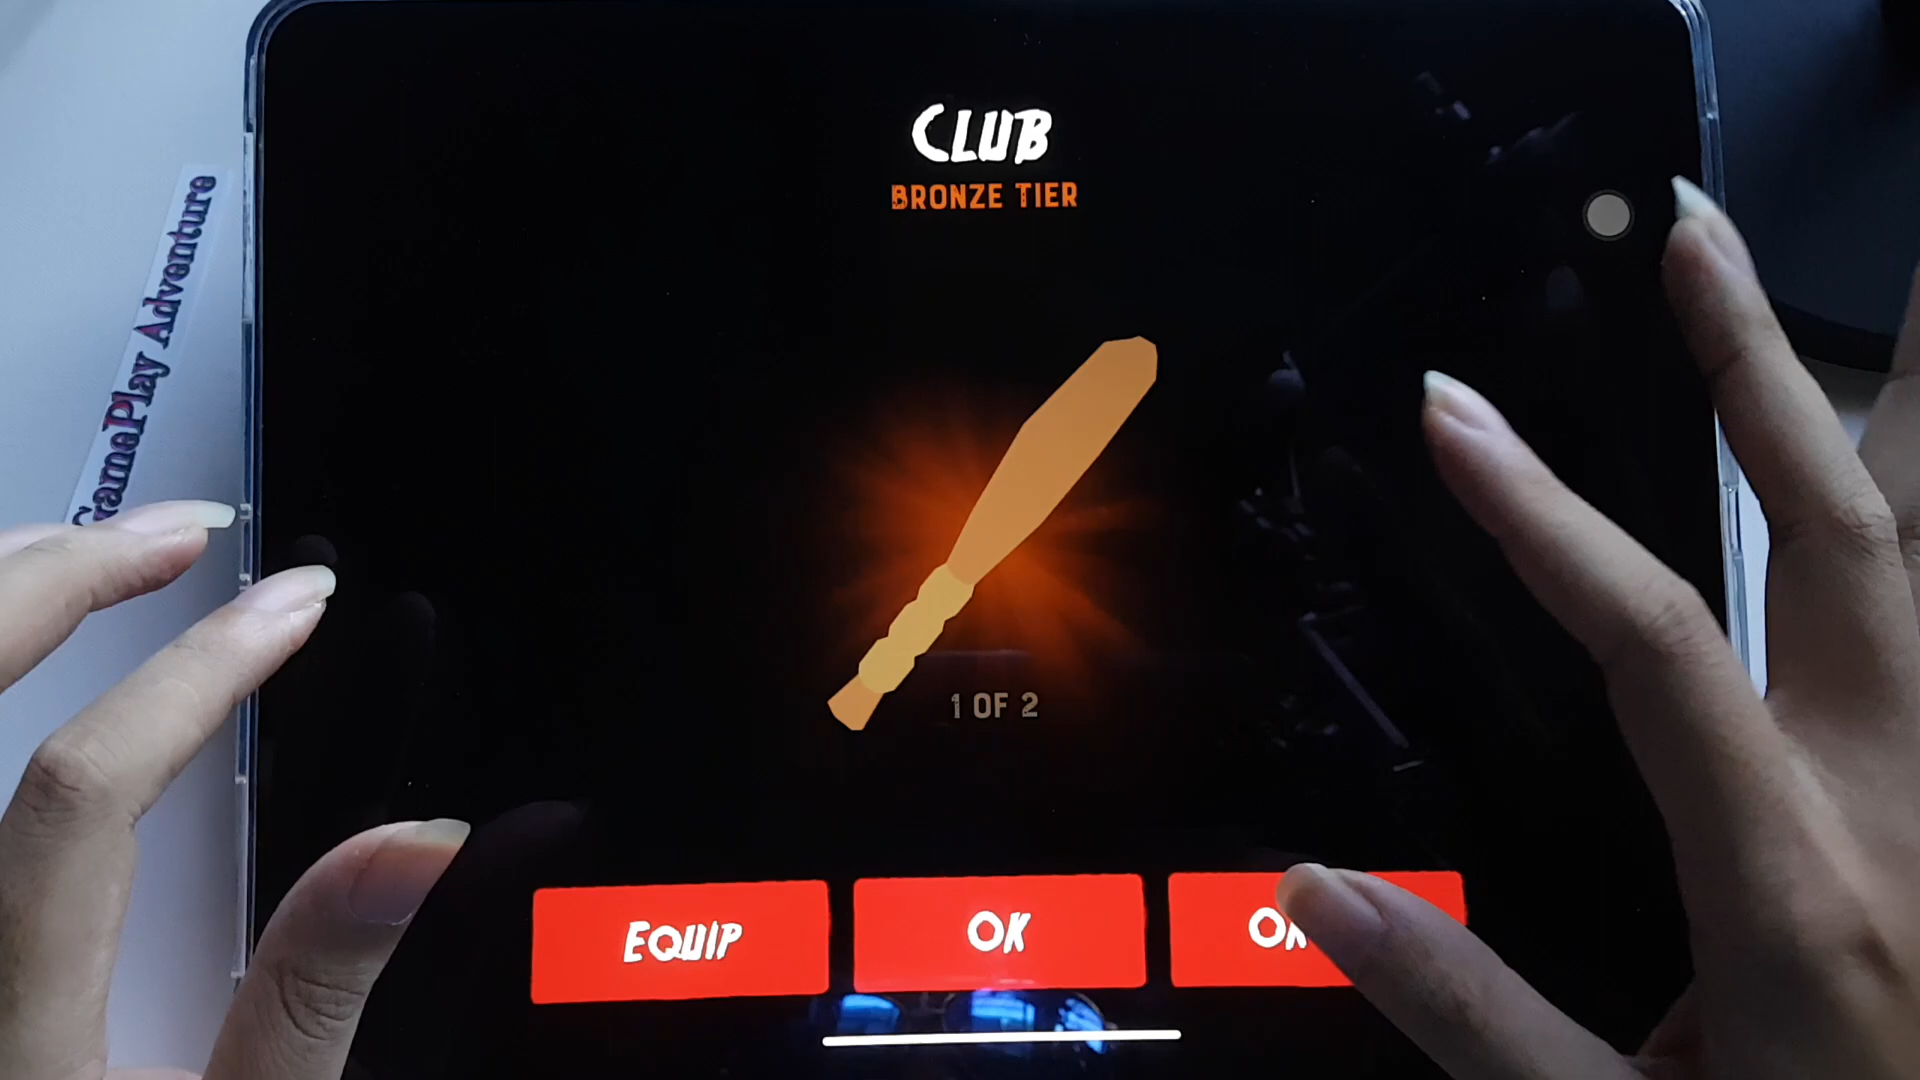 CLUB
BRONZE TIER
GamePlay Adventure
1 OF 2
EQUIP
OK